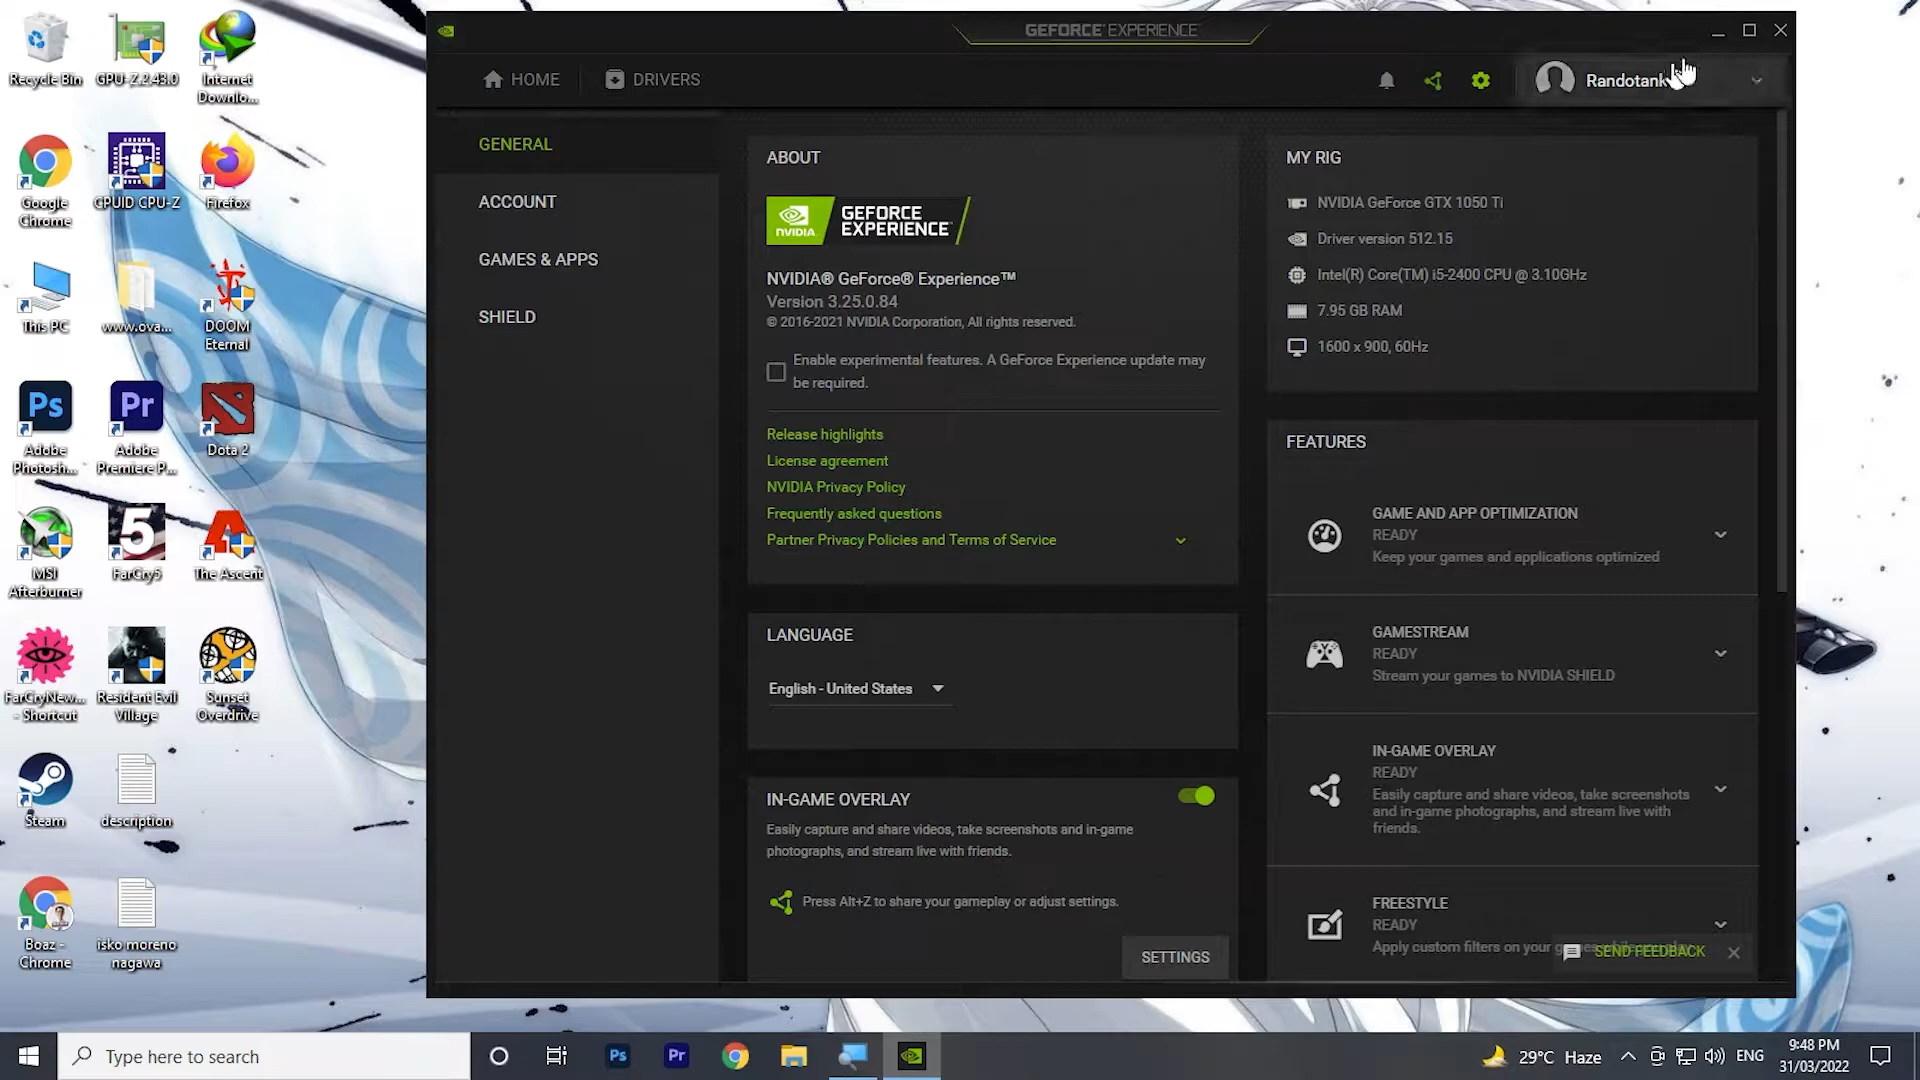 Recycle Bin
GPU-Z.2.43.0
Internet
Downlo...
Google
Chrome
CPUID CPU-Z
Firefox
This PC
www.ova...
DOOM
Eternal
Ps
Adobe
Photosh...
Pr
Adobe
Premiere P...
Dota 2
MSI
Afterburner
5
FarCry5
The Ascent
FarCryNew...
- Shortcut
Resident Evil
Village
Sunset
Overdrive
Steam
description
Boaz -
Chrome
isko moreno
nagawa
GEFORCE EXPERIENCE
HOME
DRIVERS
Randotank
GENERAL
ACCOUNT
GAMES & APPS
SHIELD
ABOUT
NVIDIA
GEFORCE
EXPERIENCE
NVIDIA® GeForce® Experience™
Version 3.25.0.84
© 2016-2021 NVIDIA Corporation, All rights reserved.
Enable experimental features. A GeForce Experience update may
be required.
Release highlights
License agreement
NVIDIA Privacy Policy
Frequently asked questions
Partner Privacy Policies and Terms of Service
LANGUAGE
English - United States
IN-GAME OVERLAY
Easily capture and share videos, take screenshots and in-game
photographs, and stream live with friends.
Press Alt+Z to share your gameplay or adjust settings.
SETTINGS
MY RIG
NVIDIA GeForce GTX 1050 Ti
Driver version 512.15
Intel(R) Core(TM) i5-2400 CPU @ 3.10GHz
7.95 GB RAM
1600 x 900, 60Hz
FEATURES
GAME AND APP OPTIMIZATION
READY
Keep your games and applications optimized
GAMESTREAM
READY
Stream your games to NVIDIA SHIELD
IN-GAME OVERLAY
READY
Easily capture and share videos, take screenshots
and in-game photographs, and stream live with
friends.
FREESTYLE
READY
Apply custom filters on your games
SEND FEEDBACK
Type here to search
Ps
Pr
29°C Haze
ENG
9:48 PM
31/03/2022